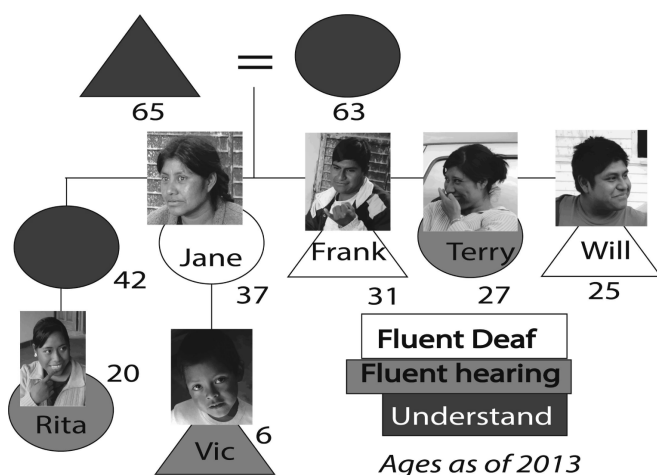 =
65
63
Jane
Frank
Terry
Will
42
37
31
27
25
20
Rita
Vic
6
Fluent Deaf
Fluent hearing
Understand
Ages as of 2013